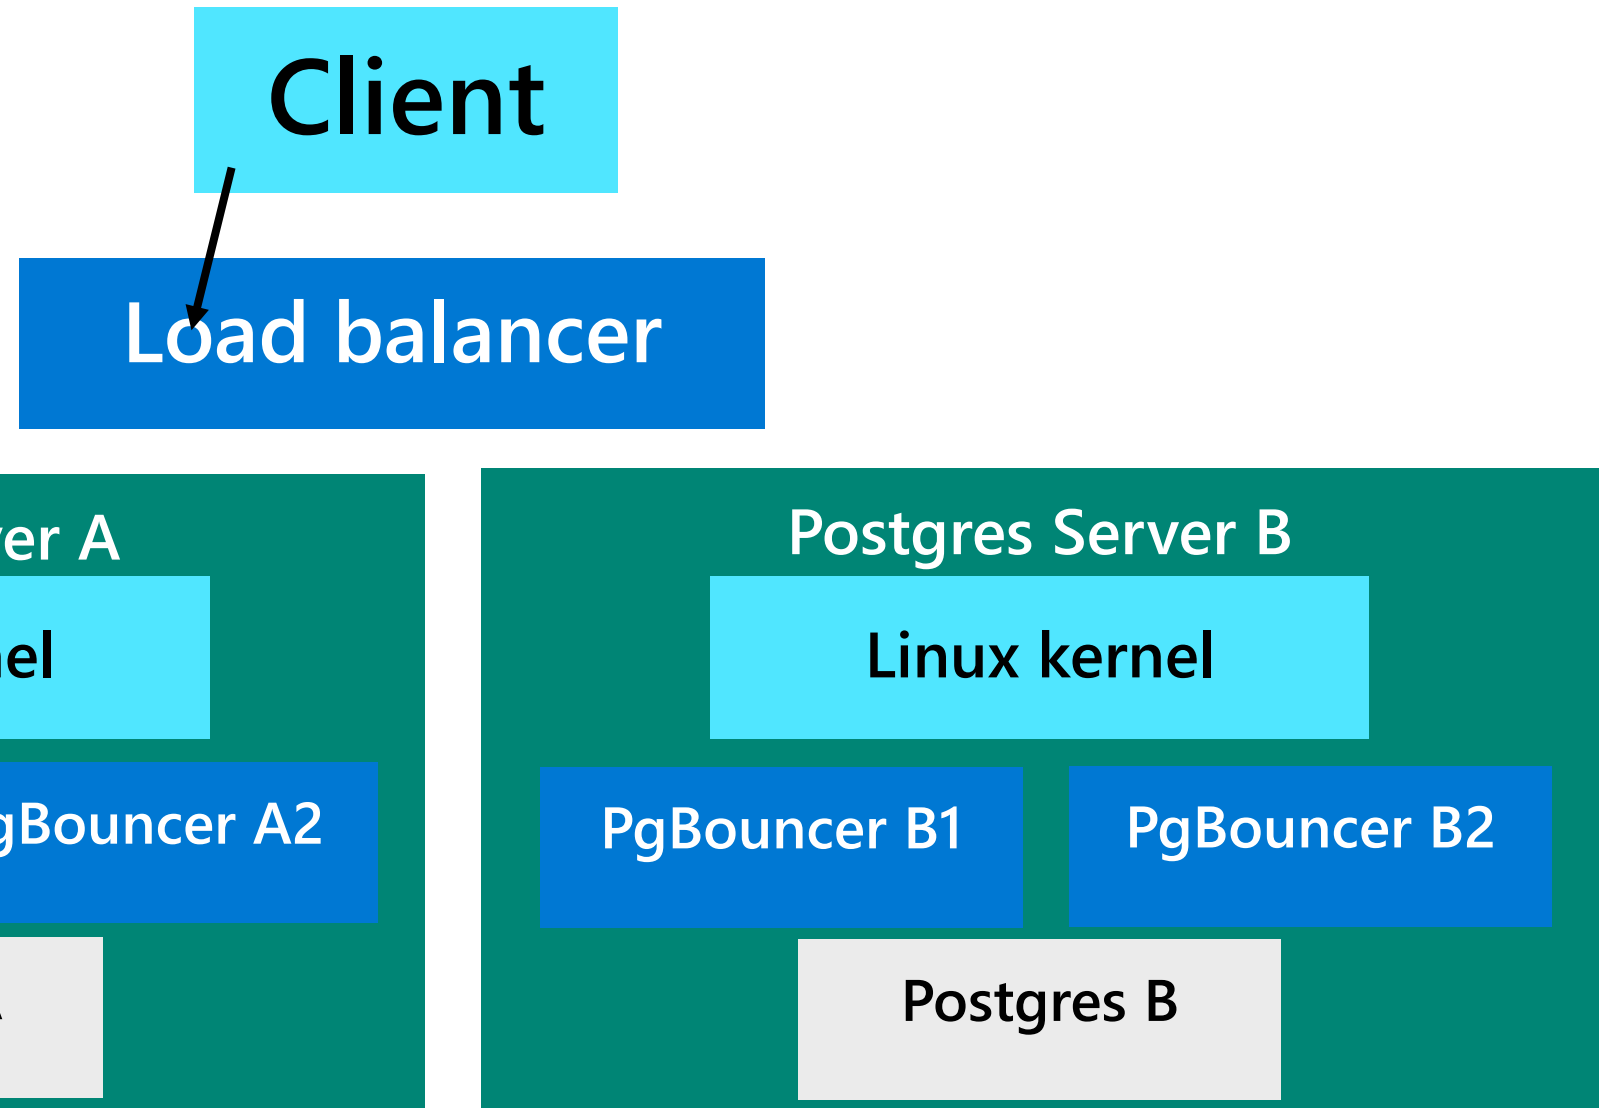 Client
Load balancer
er A
Postgres Server B
el
Linux kernel
gBouncer A2
PgBouncer B1
PgBouncer B2
Postgres B